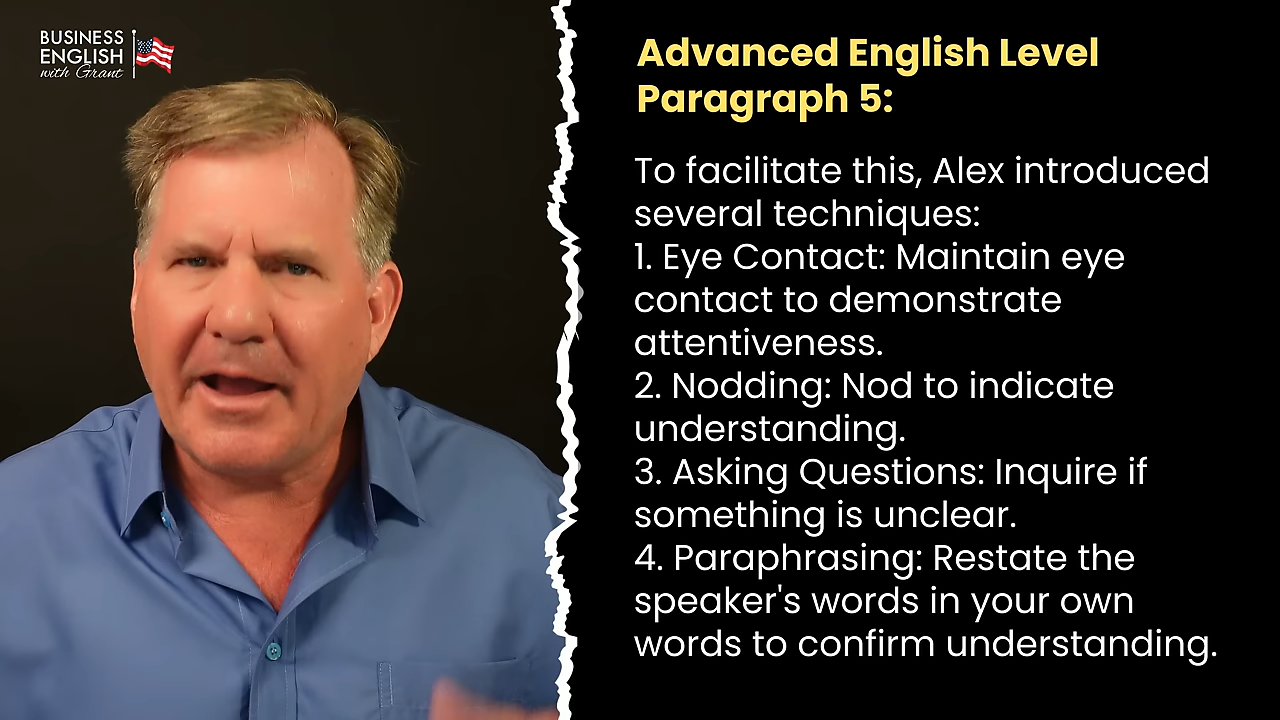 BUSINESS
ENGLISH
with Grant
Advanced English Level
Paragraph 5:
To facilitate this, Alex introduced
several techniques:
1. Eye Contact: Maintain eye
contact to demonstrate
attentiveness.
2. Nodding: Nod to indicate
understanding.
3. Asking Questions: Inquire if
something is unclear.
4. Paraphrasing: Restate the
speaker's words in your own
words to confirm understanding.